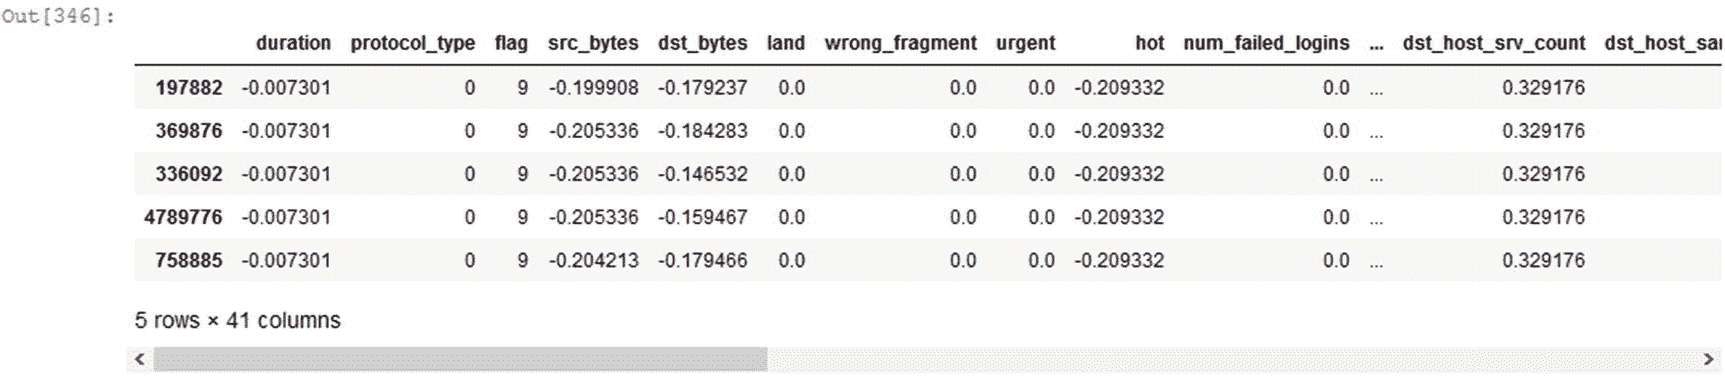 Out[346]:
duration protocol_type flag src_bytes dst_bytes land wrong_fragment urgent hot num_failed_logins ... dst_host_srv_count dst_host_sa
197882 -0.007301 0 9 -0.199908 -0.179237 0.0 0.0 0.0 -0.209332 0.0 ... 0.329176
369876 -0.007301 0 9 -0.205336 -0.184283 0.0 0.0 0.0 -0.209332 0.0 ... 0.329176
336092 -0.007301 0 9 -0.205336 -0.146532 0.0 0.0 0.0 -0.209332 0.0 ... 0.329176
4789776 -0.007301 0 9 -0.205336 -0.159467 0.0 0.0 0.0 -0.209332 0.0 ... 0.329176
758885 -0.007301 0 9 -0.204213 -0.179466 0.0 0.0 0.0 -0.209332 0.0 ... 0.329176
5 rows × 41 columns